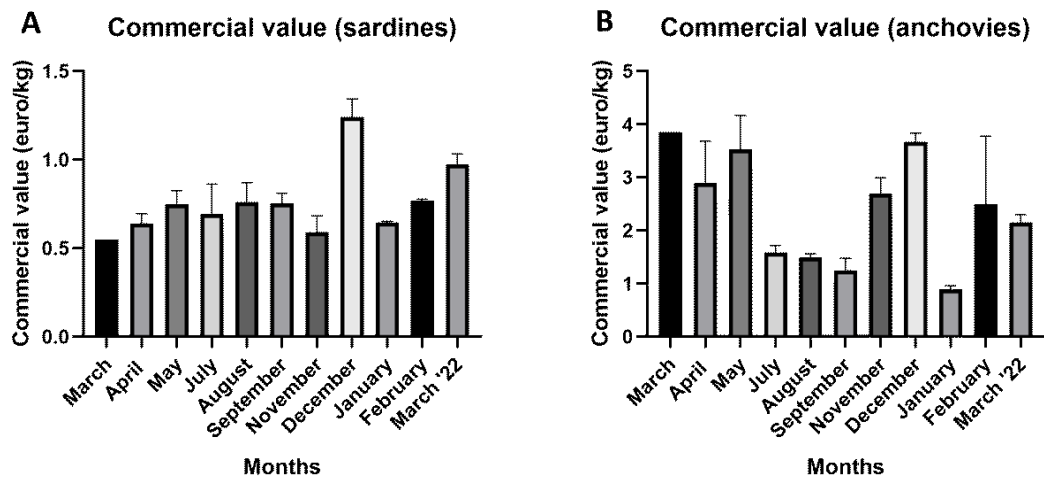 A
Commercial value (sardines)
Commercial value (euro/kg)
1.5
1.0
0.5
0.0
March
April
May
July
August
September
November
December
January
February
March '22
Months
B
Commercial value (anchovies)
Commercial value (euro/kg)
5
4
3
2
1
0
March
April
May
July
August
September
November
December
January
February
March '22
Months